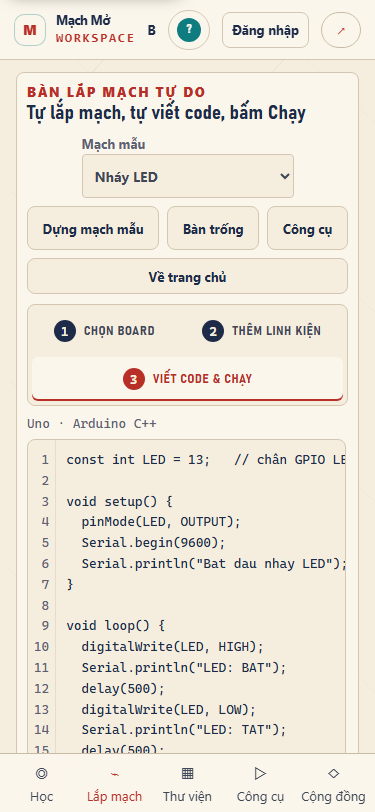 M
Mạch Mở
WORKSPACE
B
?
Đăng nhập
BÀN LẮP MẠCH TỰ DO
Tự lắp mạch, tự viết code, bấm Chạy
Mạch mẫu
Nháy LED
Dựng mạch mẫu
Bàn trống
Công cụ
Về trang chủ
1 CHỌN BOARD
2 THÊM LINH KIỆN
3 VIẾT CODE & CHẠY
Uno · Arduino C++
1 const int LED = 13;   // chân GPIO LE
2
3 void setup() {
4   pinMode(LED, OUTPUT);
5   Serial.begin(9600);
6   Serial.println("Bat dau nhay LED");
7 }
8
9 void loop() {
10   digitalWrite(LED, HIGH);
11   Serial.println("LED: BAT");
12   delay(500);
13   digitalWrite(LED, LOW);
14   Serial.println("LED: TAT");
15   delay(500);
Học
Lắp mạch
Thư viện
Công cụ
Cộng đồng